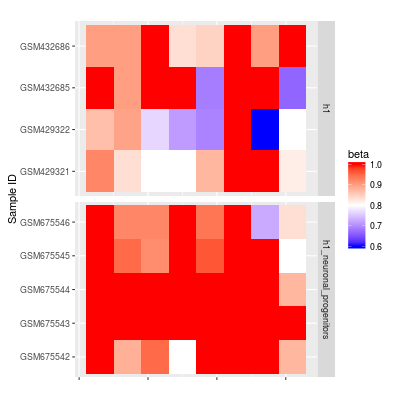 GSM432686
GSM432685
GSM429322
GSM429321
GSM675546
GSM675545
GSM675544
GSM675543
GSM675542
Sample ID
h1
h1_neuronal_progenitors
beta
1.0
0.9
0.8
0.7
0.6